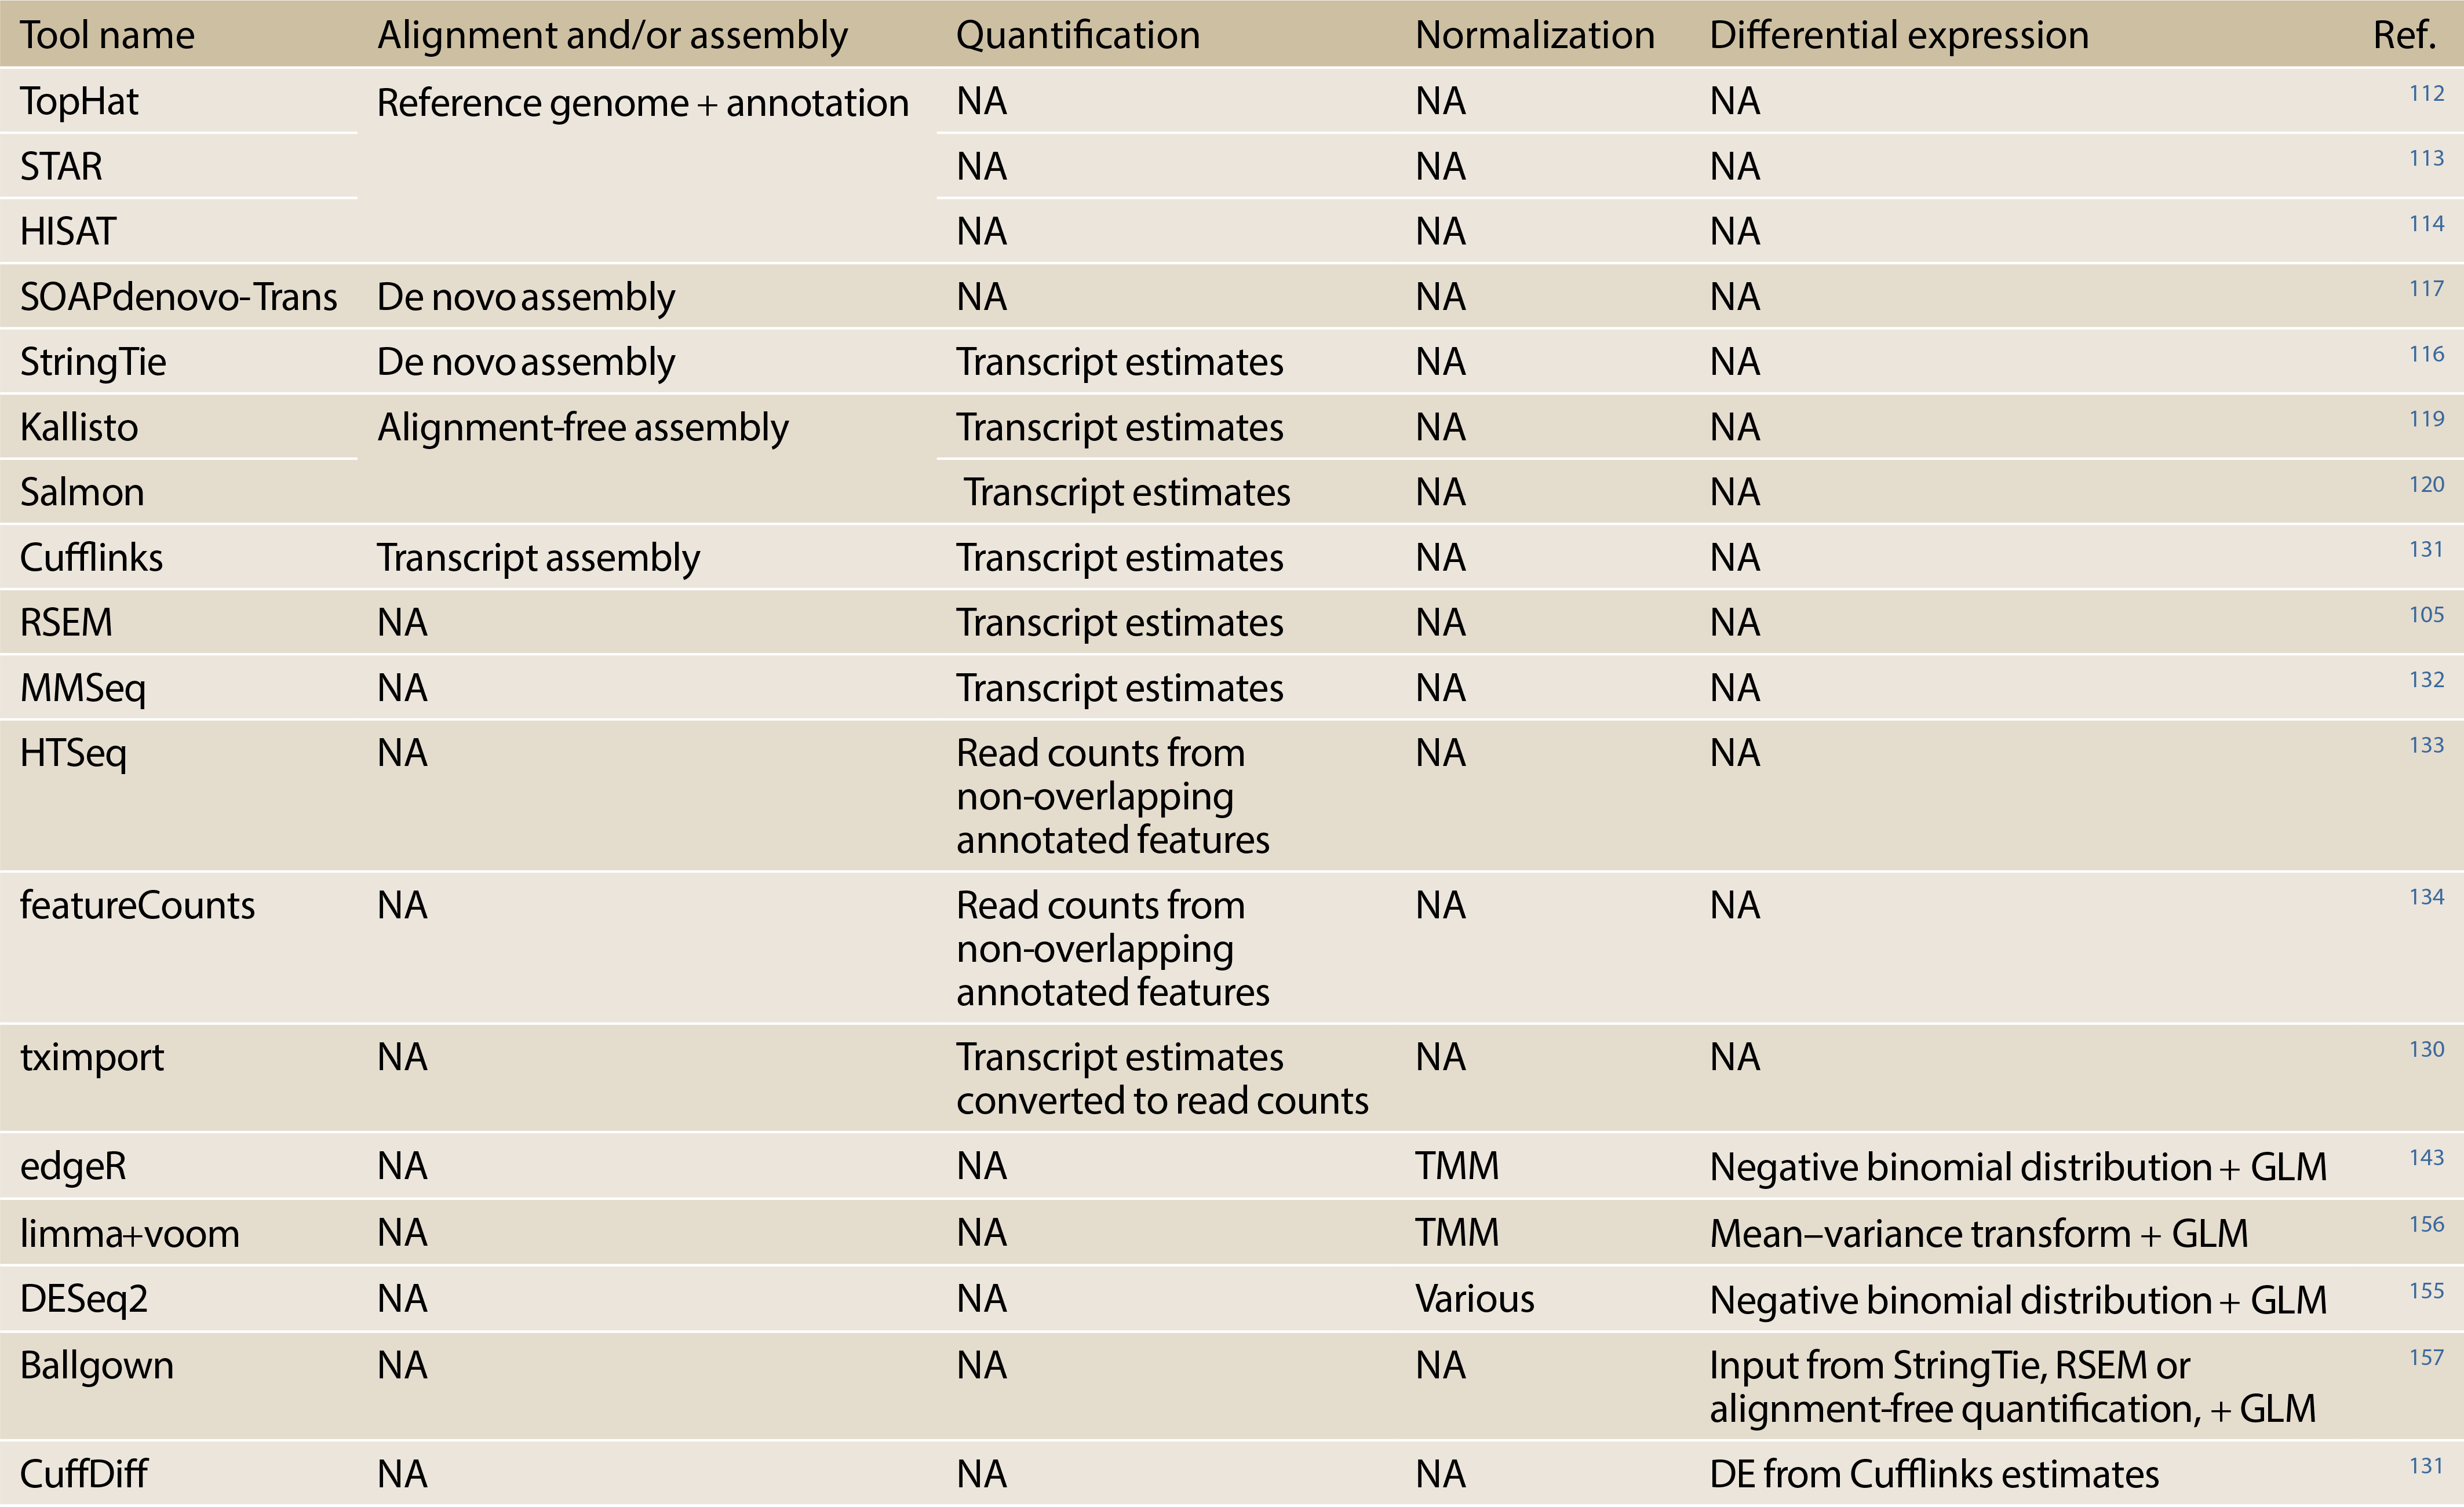 Tool name Alignment and/or assembly Quantification Normalization Differential expression Ref.
TopHat Reference genome + annotation NA NA NA 112
STAR NA NA NA 113
HISAT NA NA NA 114
SOAPdenovo-Trans De novo assembly NA NA NA 117
StringTie De novo assembly Transcript estimates NA NA 116
Kallisto Alignment-free assembly Transcript estimates NA NA 119
Salmon Transcript estimates NA NA 120
Cufflinks Transcript assembly Transcript estimates NA NA 131
RSEM NA Transcript estimates NA NA 105
MMSeq NA Transcript estimates NA NA 132
HTSeq NA Read counts from NA NA 133
non-overlapping
annotated features
featureCounts NA Read counts from NA NA 134
non-overlapping
annotated features
tximport NA Transcript estimates NA NA 130
converted to read counts
edgeR NA NA TMM Negative binomial distribution + GLM 143
limma+voom NA NA TMM Mean–variance transform + GLM 156
DESeq2 NA NA Various Negative binomial distribution + GLM 155
Ballgown NA NA NA Input from StringTie, RSEM or 157
alignment-free quantification, + GLM
CuffDiff NA NA NA DE from Cufflinks estimates 131